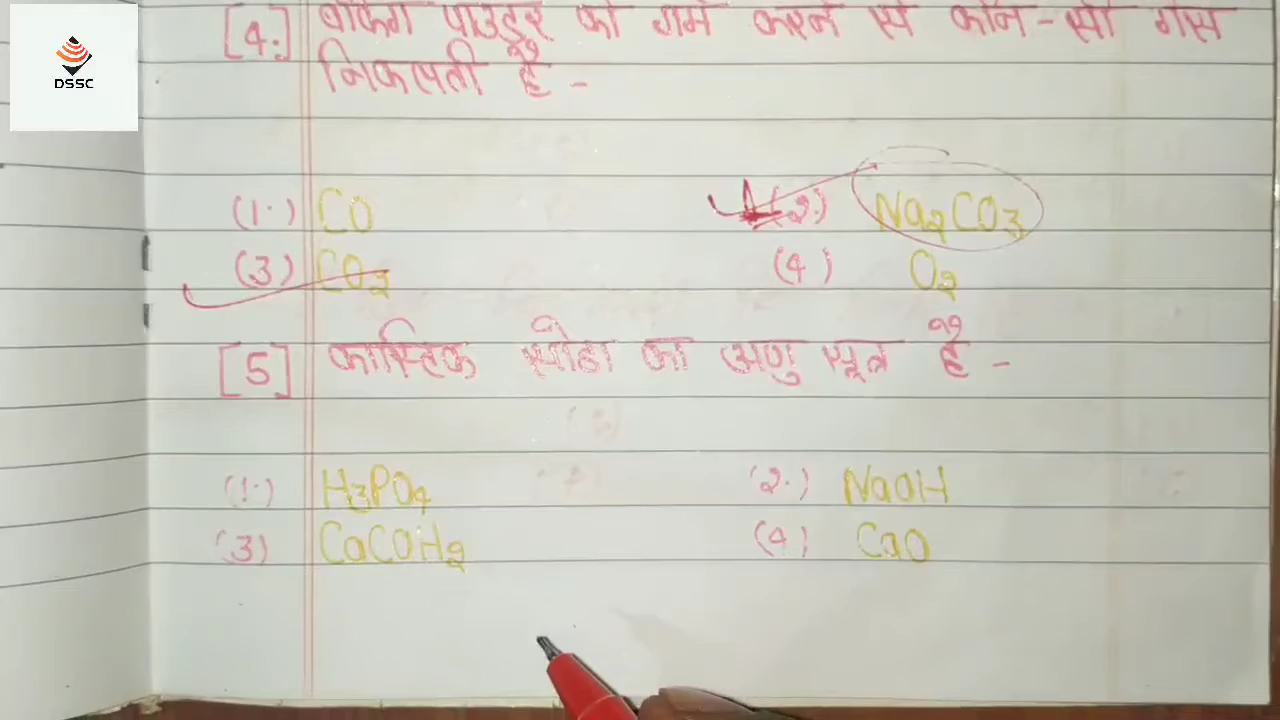 DSSC
[4.] बेकिंग पाउडर को गर्म करने से कौन-सी गैस
निकलती है -
(1.) CO (2.) Na₂CO₃
(3) CO₂ (4) O₂
[5] कास्टिक सोडा का अणु सूत्र है -
(1.) H₃PO₄ (2.) NaOH
(3) CaCOH₂ (4) CaO